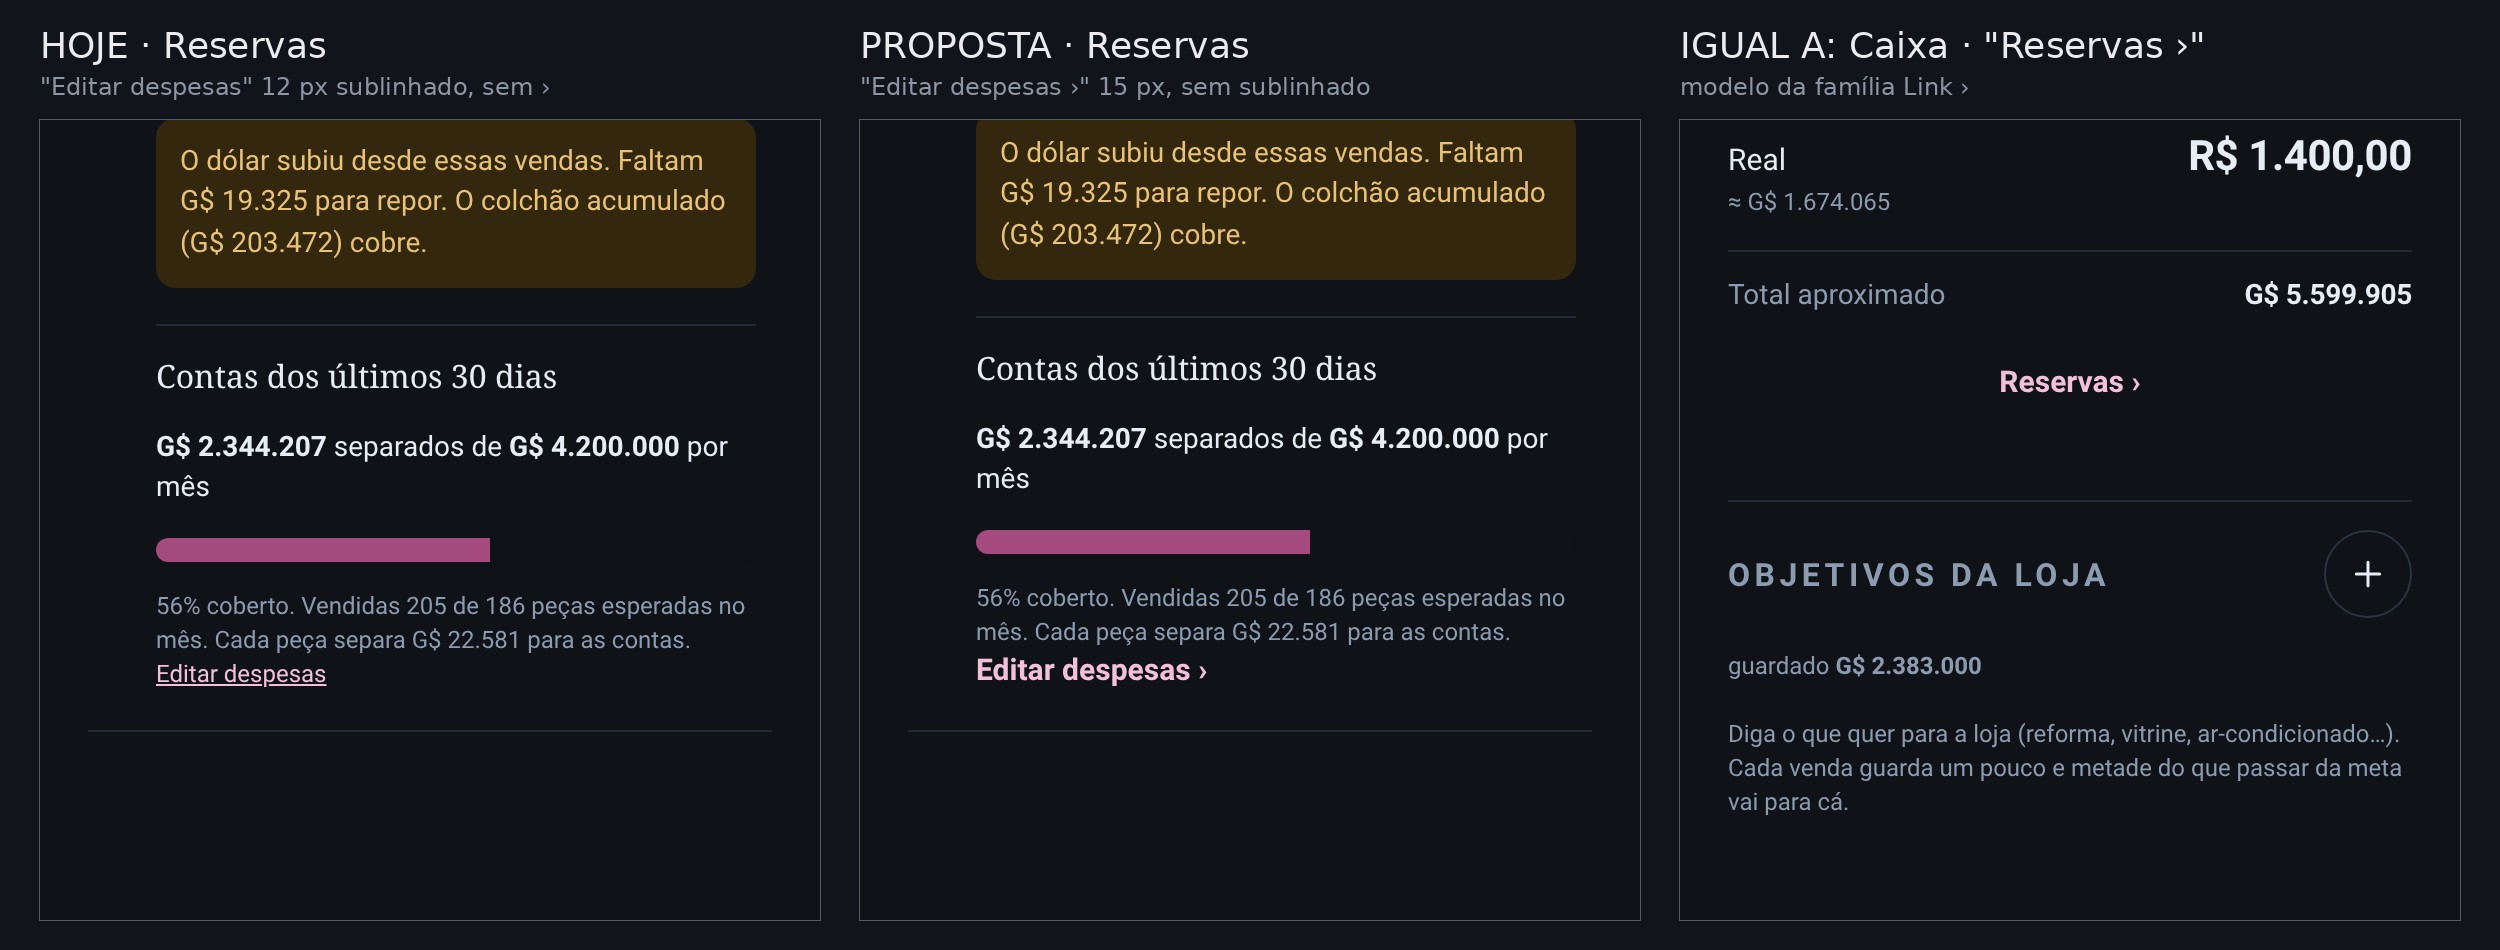 HOJE · Reservas
"Editar despesas" 12 px sublinhado, sem ›
O dólar subiu desde essas vendas. Faltam
G$ 19.325 para repor. O colchão acumulado
(G$ 203.472) cobre.
Contas dos últimos 30 dias
G$ 2.344.207 separados de G$ 4.200.000 por
mês
56% coberto. Vendidas 205 de 186 peças esperadas no
mês. Cada peça separa G$ 22.581 para as contas.
Editar despesas
PROPOSTA · Reservas
"Editar despesas ›" 15 px, sem sublinhado
O dólar subiu desde essas vendas. Faltam
G$ 19.325 para repor. O colchão acumulado
(G$ 203.472) cobre.
Contas dos últimos 30 dias
G$ 2.344.207 separados de G$ 4.200.000 por
mês
56% coberto. Vendidas 205 de 186 peças esperadas no
mês. Cada peça separa G$ 22.581 para as contas.
Editar despesas ›
IGUAL A: Caixa · "Reservas ›"
modelo da família Link ›
Real R$ 1.400,00
≈ G$ 1.674.065
Total aproximado G$ 5.599.905
Reservas ›
OBJETIVOS DA LOJA +
guardado G$ 2.383.000
Diga o que quer para a loja (reforma, vitrine, ar-condicionado…).
Cada venda guarda um pouco e metade do que passar da meta
vai para cá.